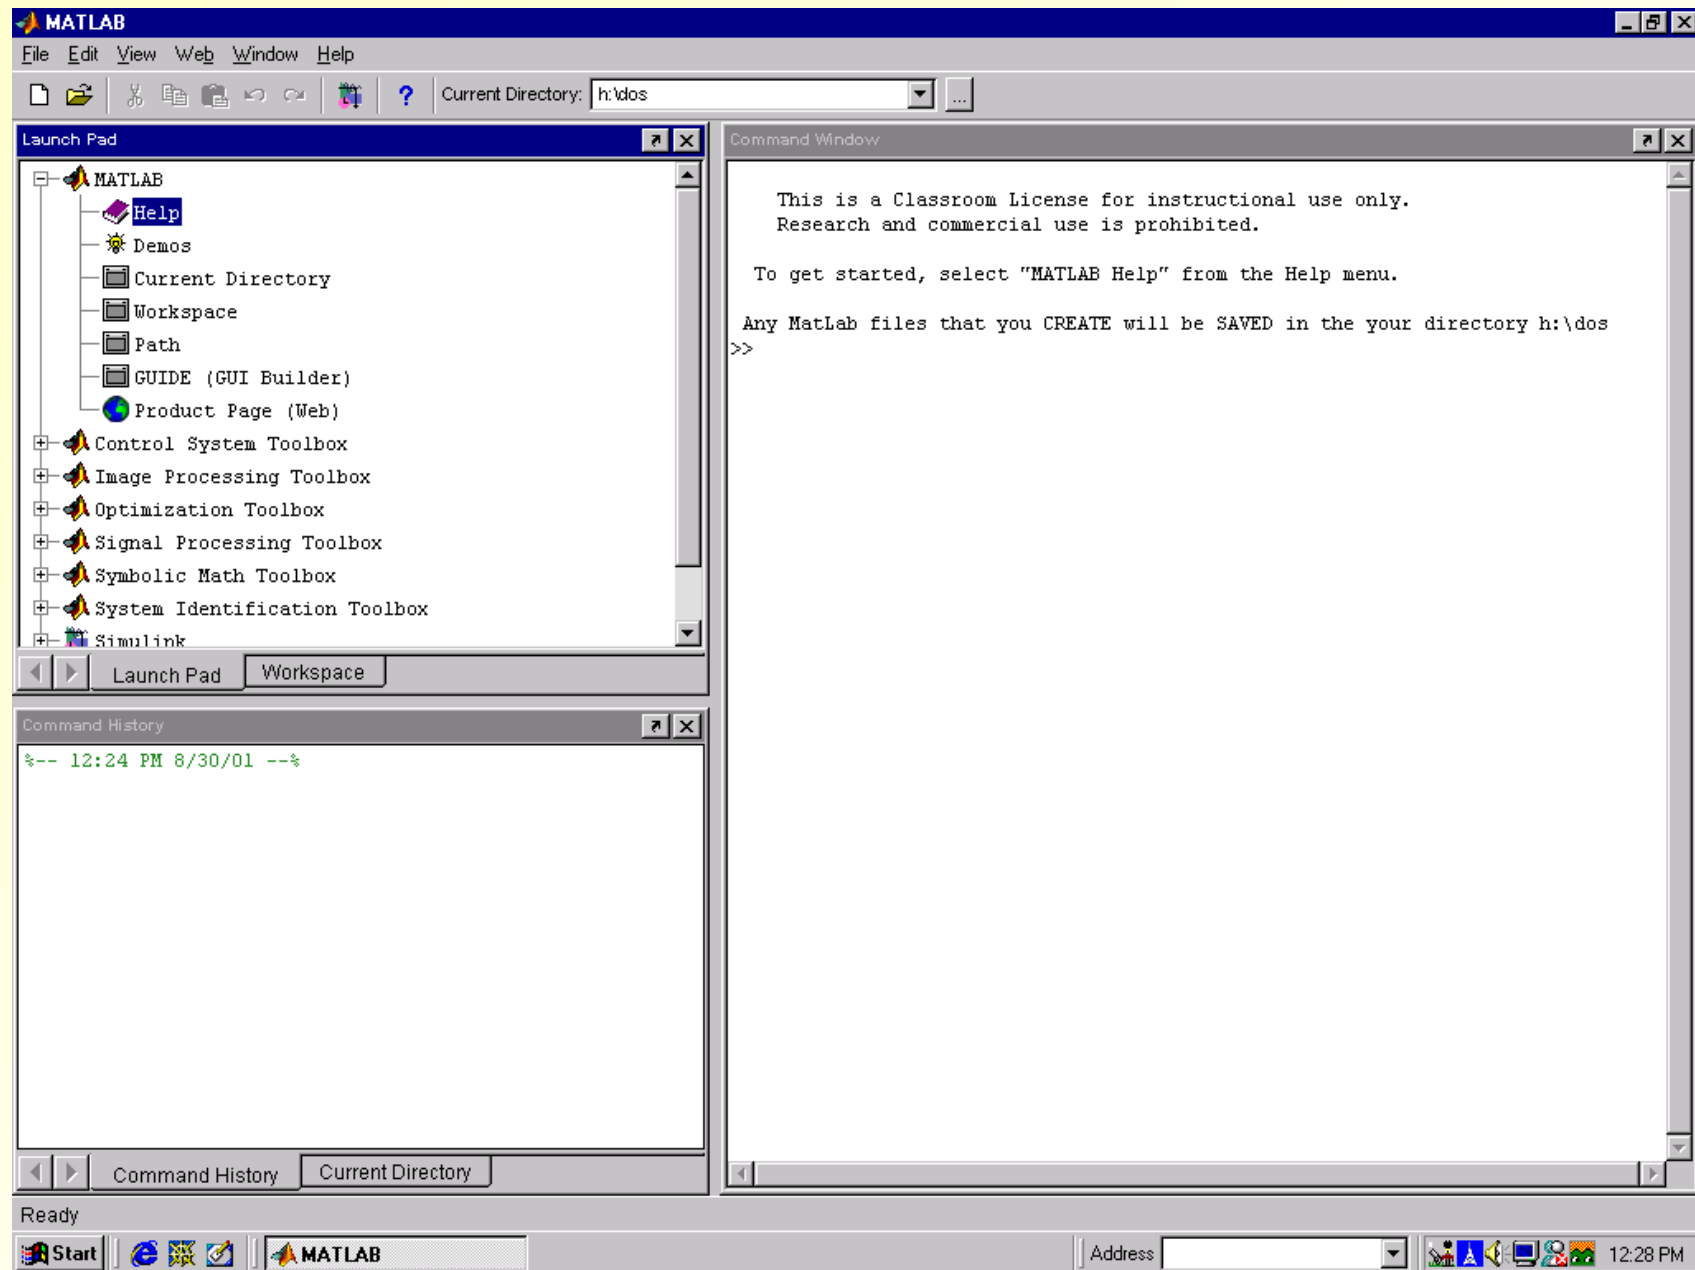 MATLAB
File Edit View Web Window Help
? Current Directory: h:\dos ...
Launch Pad
MATLAB
Help
Demos
Current Directory
Workspace
Path
GUIDE (GUI Builder)
Product Page (Web)
Control System Toolbox
Image Processing Toolbox
Optimization Toolbox
Signal Processing Toolbox
Symbolic Math Toolbox
System Identification Toolbox
Simulink
Launch Pad Workspace
Command History
%-- 12:24 PM 8/30/01 --%
Command History Current Directory
Command Window
This is a Classroom License for instructional use only.
Research and commercial use is prohibited.
To get started, select "MATLAB Help" from the Help menu.
Any MatLab files that you CREATE will be SAVED in the your directory h:\dos
>>
Ready
Start MATLAB Address 12:28 PM